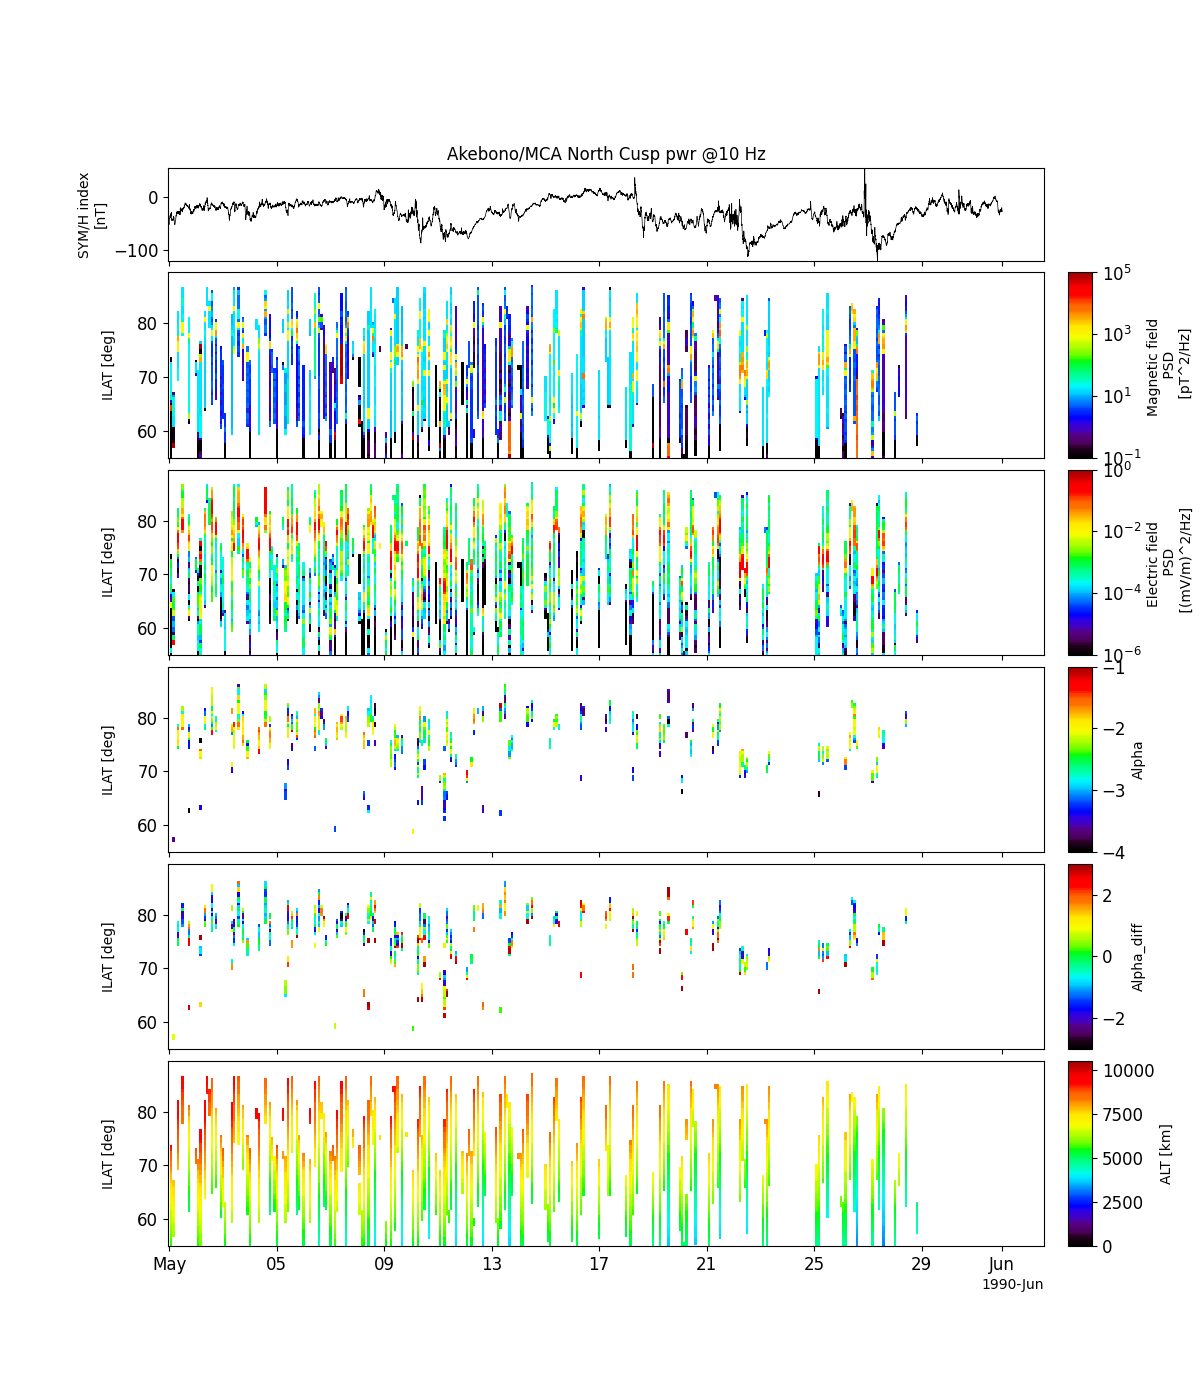 Akebono/MCA North Cusp pwr @10 Hz
SYM/H index
[nT]
0
−100
ILAT [deg]
80
70
60
10^5
10^3
10^1
10^-1
Magnetic field
PSD
[pT^2/Hz]
ILAT [deg]
80
70
60
10^0
10^-2
10^-4
10^-6
Electric field
PSD
[(mV/m)^2/Hz]
ILAT [deg]
80
70
60
−1
−2
−3
−4
Alpha
ILAT [deg]
80
70
60
2
0
−2
Alpha_diff
ILAT [deg]
80
70
60
10000
7500
5000
2500
0
ALT [km]
May 05 09 13 17 21 25 29 Jun
1990-Jun